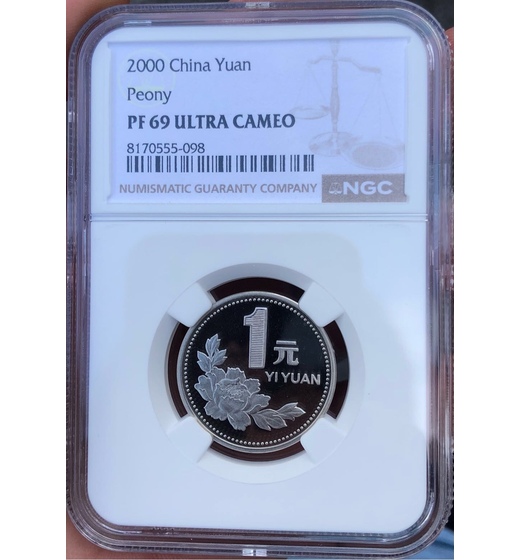 2000 China Yuan
Peony
PF 69 ULTRA CAMEO
8170555-098
NUMISMATIC GUARANTY COMPANY
NGC
1元
YI YUAN